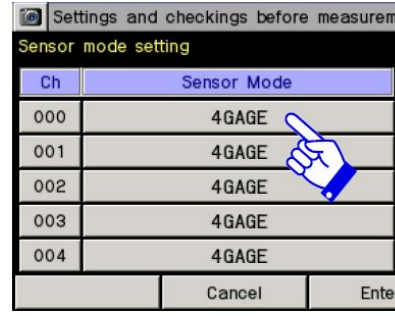 Settings and checkings before measurem
Sensor mode setting
Ch Sensor Mode
000 4GAGE
001 4GAGE
002 4GAGE
003 4GAGE
004 4GAGE
Cancel Ente